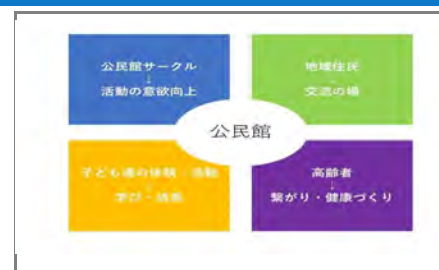 公民館サークル
↓
活動の意欲向上
地域住民
↓
交流の場
公民館
子ども達の体験・活動
↓
学び・
高齢者
↓
繋がり・健康づくり